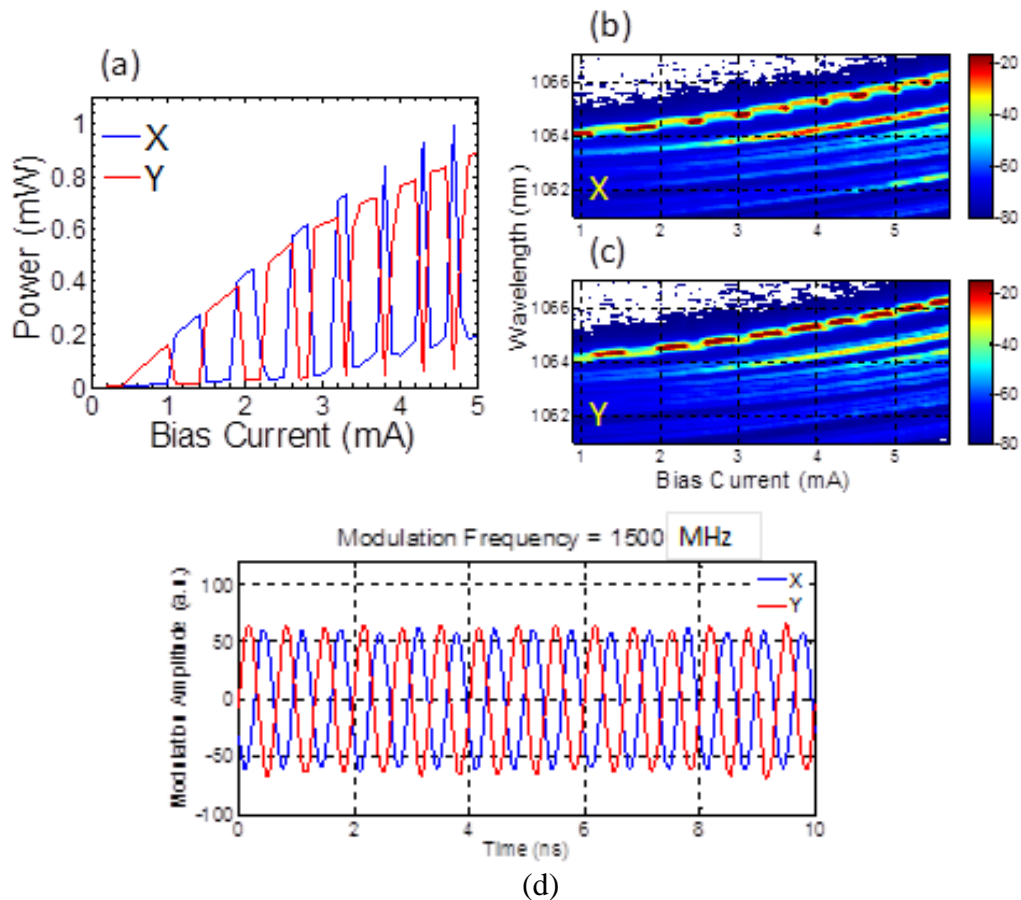 (a)
X
Y
Power (mW)
1
0.8
0.6
0.4
0.2
0
0 1 2 3 4 5
Bias Current (mA)
(b)
1066
1064
1062
X
1 2 3 4 5
-20
-40
-60
-80
(c)
Wavelength (nm)
1066
1064
1062
Y
1 2 3 4 5
Bias Current (mA)
-20
-40
-60
-80
Modulation Frequency = 1500 MHz
X
Y
Modulation Amplitude (a.u)
100
50
0
-50
-100
0 2 4 6 8 10
Time (ns)
(d)